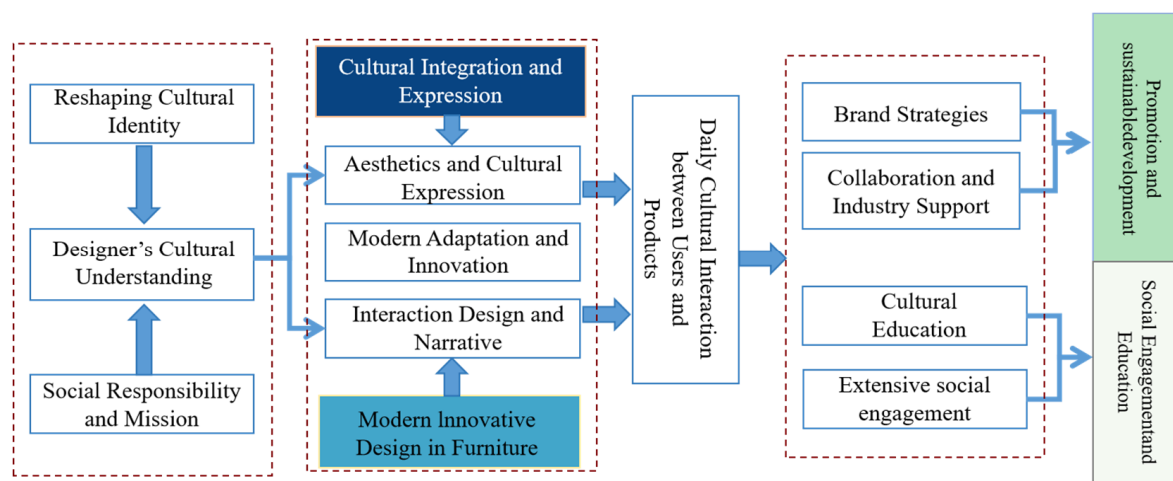 Reshaping Cultural
Identity
Designer's Cultural
Understanding
Social Responsibility
and Mission
Cultural Integration and
Expression
Aesthetics and Cultural
Expression
Modern Adaptation and
Innovation
Interaction Design and
Narrative
Modern Innovative
Design in Furniture
Daily Cultural Interaction
between Users and
Products
Brand Strategies
Collaboration and
Industry Support
Cultural
Education
Extensive social
engagement
Promotion and
sustainabledevelopment
Social Engagementand
Education